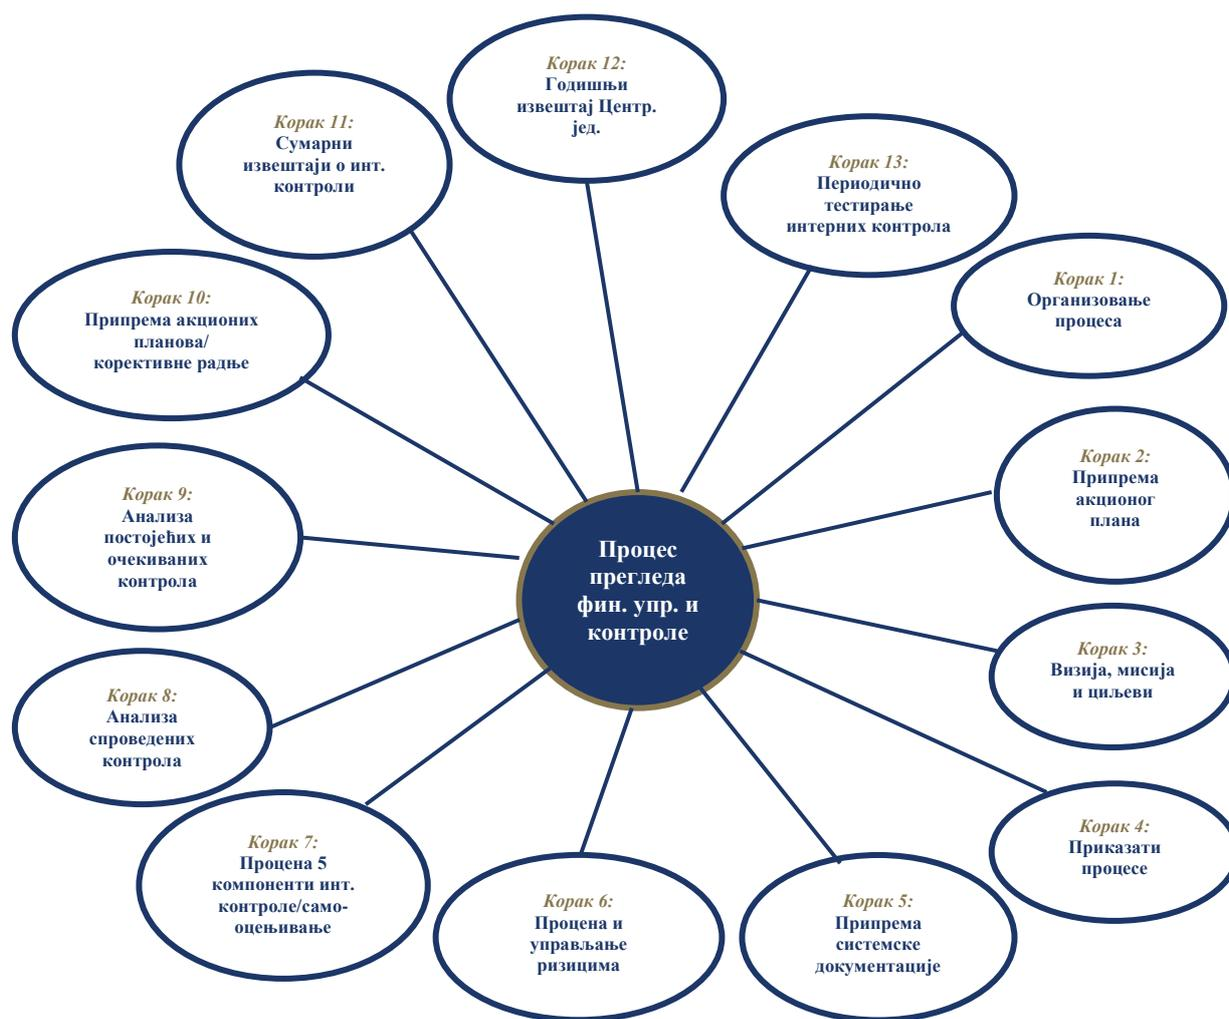 Корак 12:
Годишњи
извештај Центр.
јед.
Корак 11:
Сумарни
извештаји о инт.
контроли
Корак 13:
Периодично
тестирање
интерних контрола
Корак 10:
Припрема акционих
планова/
корективне радње
Корак 1:
Организовање
процеса
Корак 2:
Припрема
акционог
плана
Корак 9:
Анализа
постојећих и
очекиваних
контрола
Процес
прегледа
фин. упр. и
контроле
Корак 3:
Визија, мисија
и циљеви
Корак 8:
Анализа
спроведених
контрола
Корак 4:
Приказати
процесе
Корак 7:
Процена 5
компоненти инт.
контроле/само-
оцењивање
Корак 6:
Процена и
управљање
ризицима
Корак 5:
Припрема
системске
документације